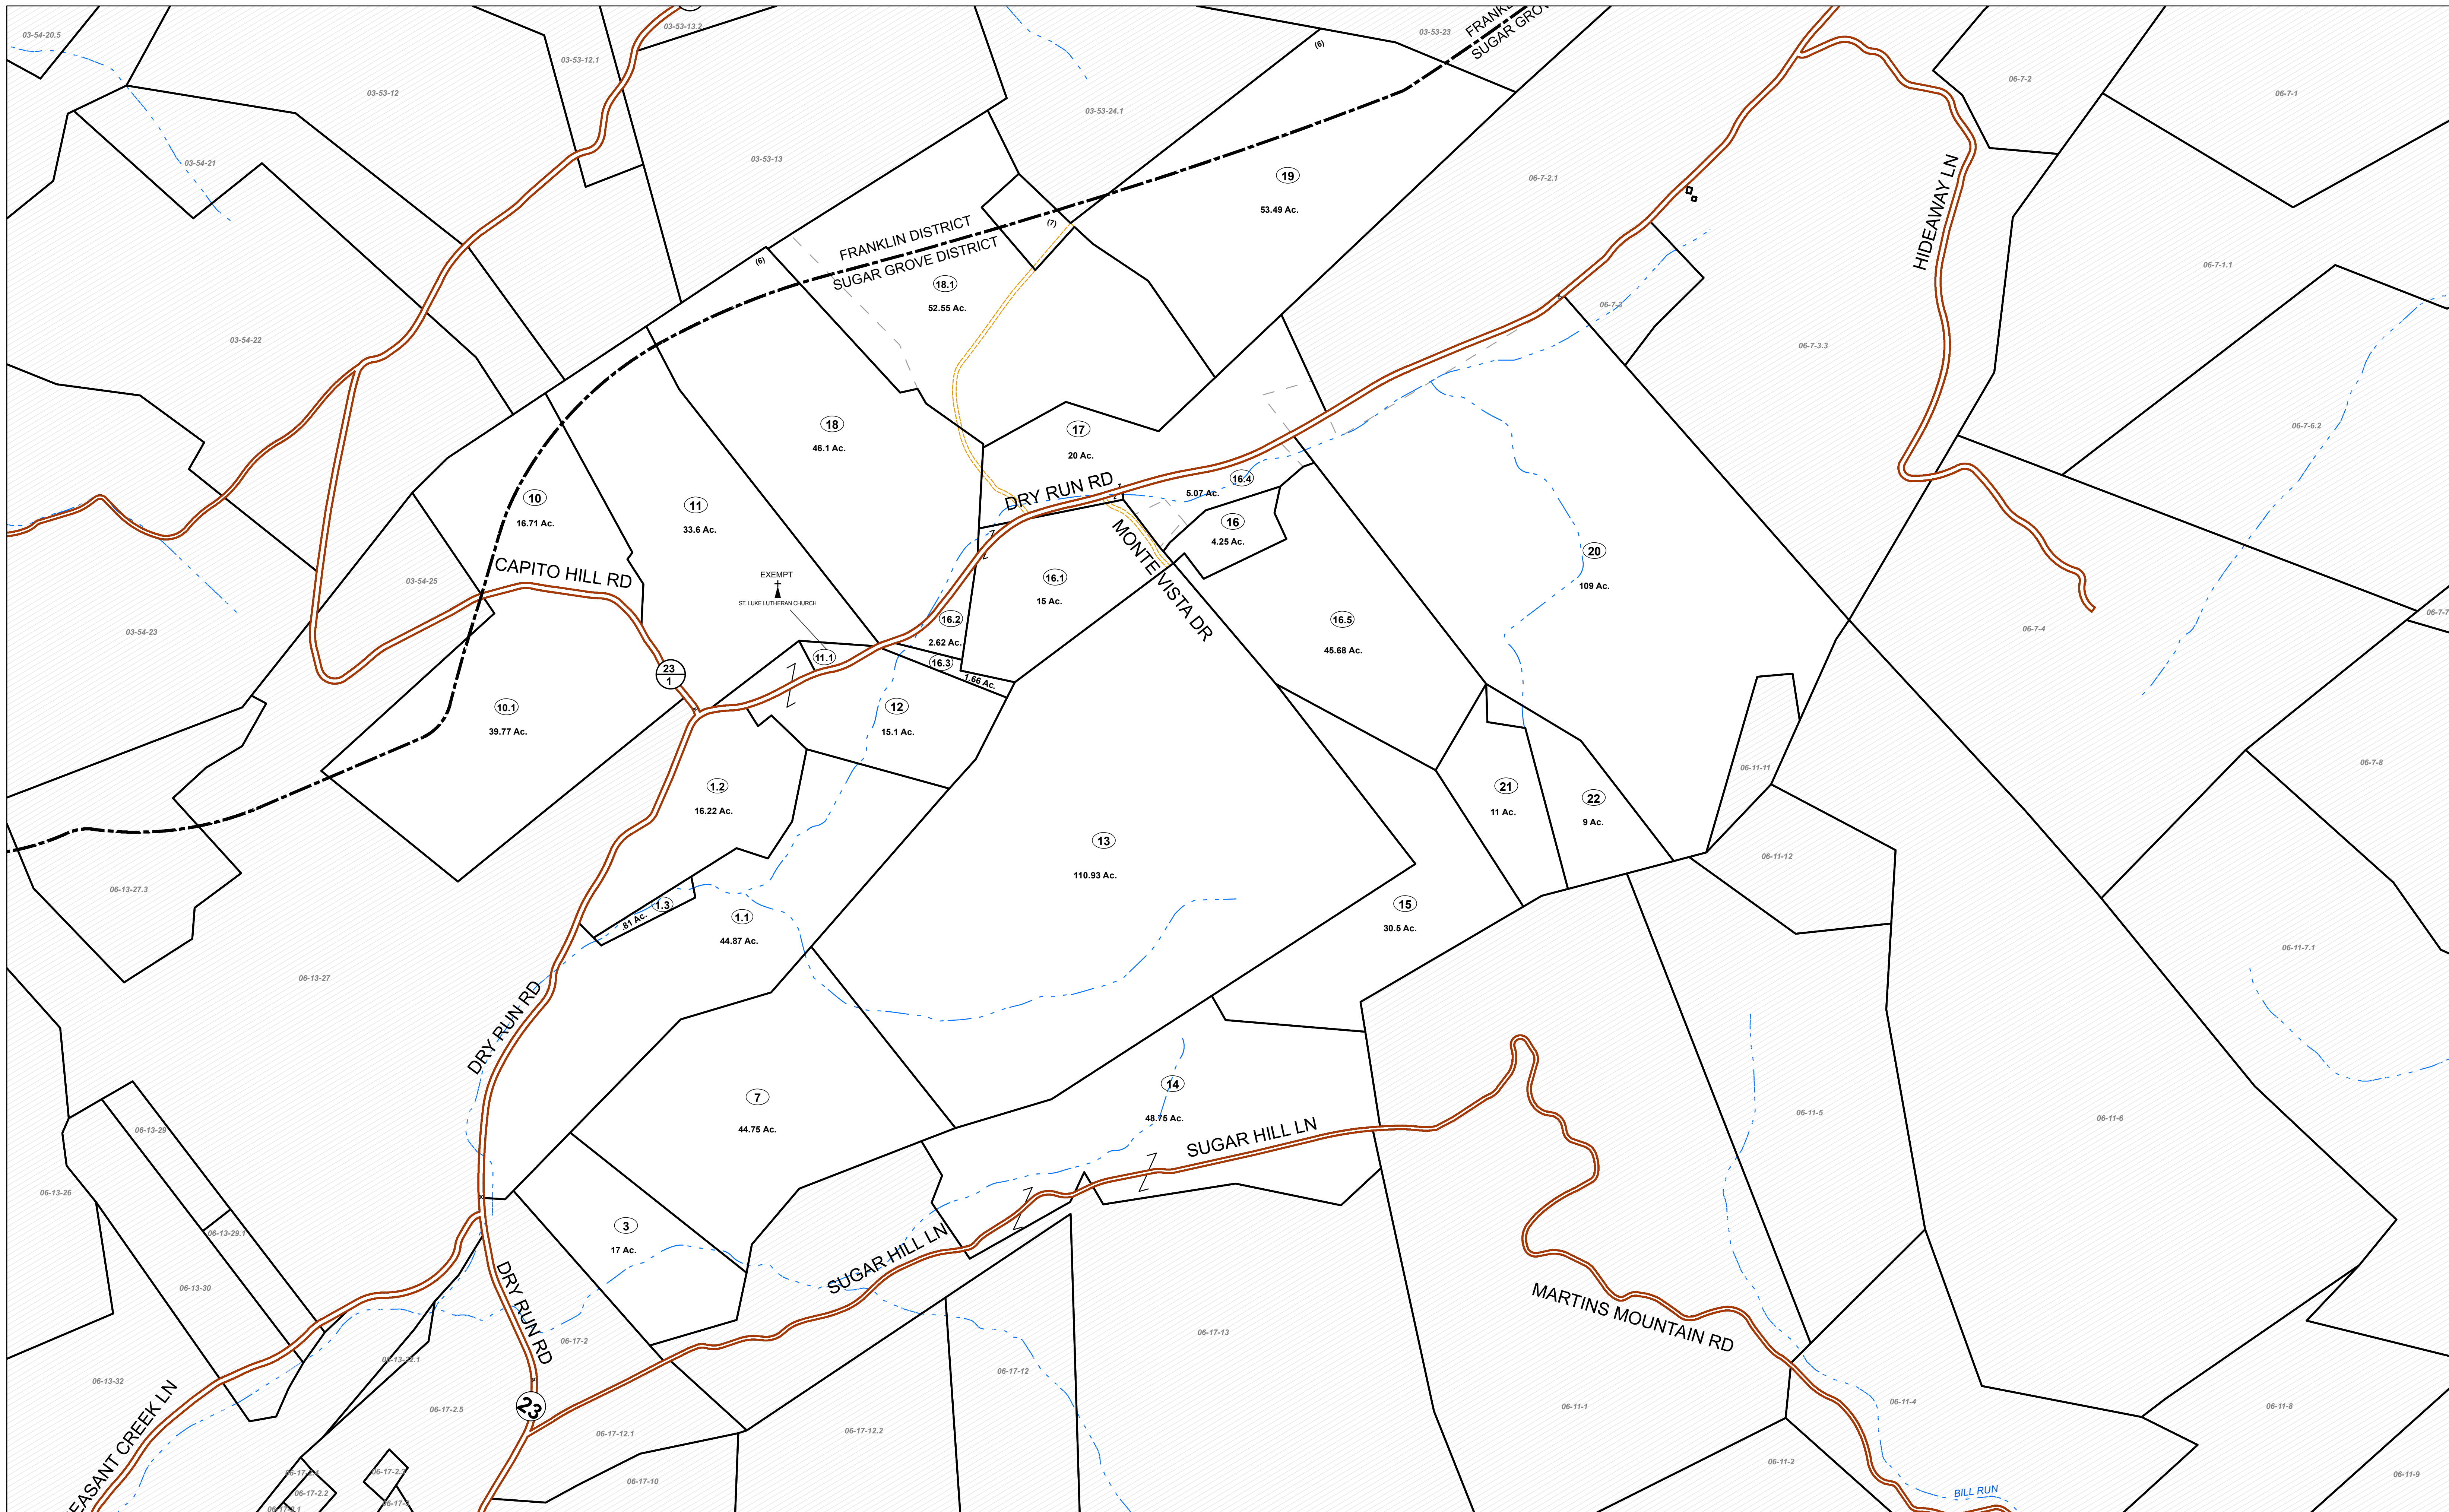 03-54-20.5
03-53-13.2
03-53-23
FRANKLIN
SUGAR GROVE
(6)
03-53-12.1
03-53-12
03-53-24.1
06-7-2
06-7-1
03-54-21
03-53-13
19
53.49 Ac.
06-7-2.1
HIDEAWAY LN
(7)
FRANKLIN DISTRICT
SUGAR GROVE DISTRICT
(6)
18.1
52.55 Ac.
06-7-1.1
06-7-3
03-54-22
06-7-3.3
18
46.1 Ac.
17
20 Ac.
06-7-6.2
10
16.71 Ac.
11
33.6 Ac.
DRY RUN RD
16.4
5.07 Ac.
16
4.25 Ac.
MONTE VISTA DR
20
109 Ac.
03-54-25
CAPITO HILL RD
EXEMPT
ST. LUKE LUTHERAN CHURCH
16.1
15 Ac.
03-54-23
16.2
2.62 Ac.
16.5
45.68 Ac.
06-7-4
06-7-7
11.1
16.3
1.66 Ac.
23
1
10.1
39.77 Ac.
12
15.1 Ac.
06-7-8
06-11-11
1.2
16.22 Ac.
21
11 Ac.
22
9 Ac.
13
110.93 Ac.
06-11-12
06-13-27.3
1.3
.81 Ac.
1.1
44.87 Ac.
15
30.5 Ac.
06-11-7.1
06-13-27
DRY RUN RD
14
48.75 Ac.
7
44.75 Ac.
06-11-5
06-11-6
SUGAR HILL LN
06-13-29
06-13-26
06-13-29.1
3
17 Ac.
SUGAR HILL LN
06-13-30
DRY RUN RD
MARTINS MOUNTAIN RD
06-17-2
06-17-13
06-13-32
06-17-12
EASANT CREEK LN
06-17-2.5
23
06-11-1
06-11-4
06-11-8
06-17-12.1
06-17-12.2
06-11-2
06-11-9
06-17-10
06-17-2.2
BILL RUN